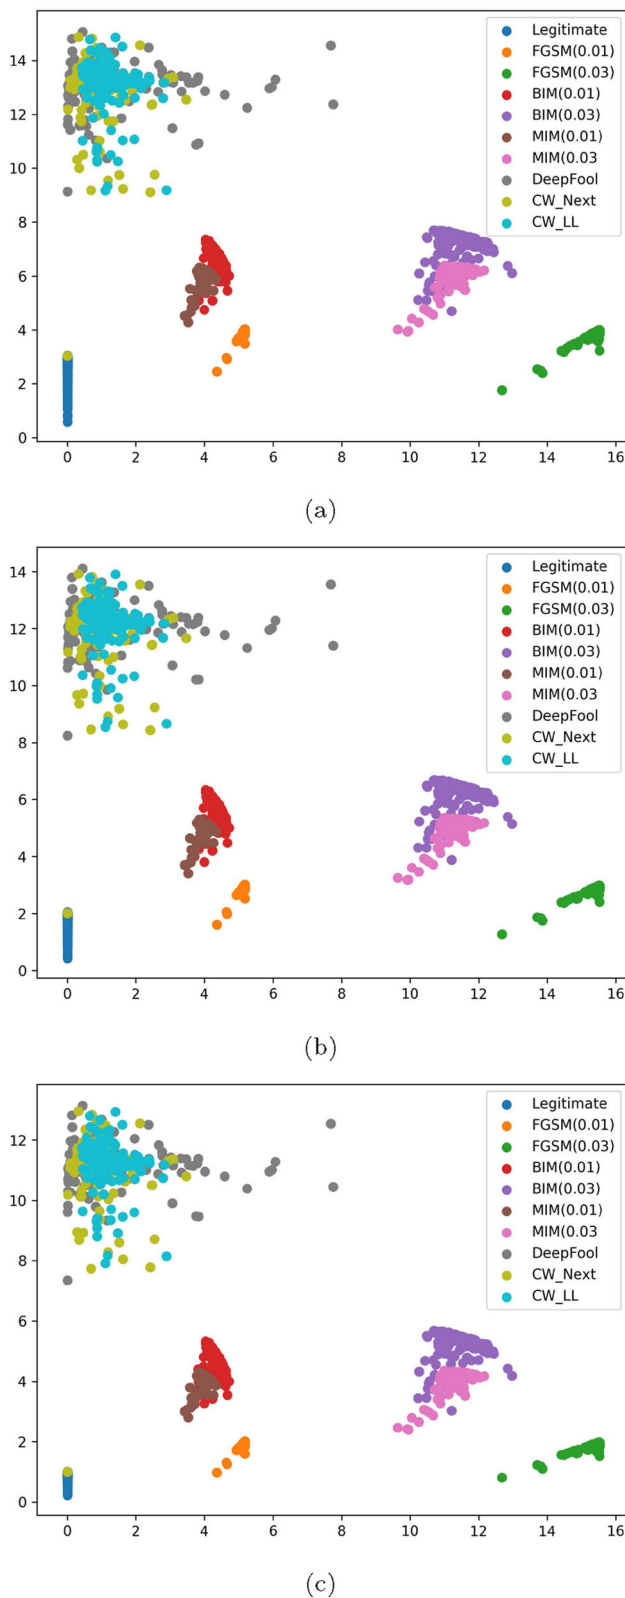 14
12
10
8
6
4
2
0
0 2 4 6 8 10 12 14 16
Legitimate
FGSM(0.01)
FGSM(0.03)
BIM(0.01)
BIM(0.03)
MIM(0.01)
MIM(0.03
DeepFool
CW_Next
CW_LL
(a)
14
12
10
8
6
4
2
0
0 2 4 6 8 10 12 14 16
Legitimate
FGSM(0.01)
FGSM(0.03)
BIM(0.01)
BIM(0.03)
MIM(0.01)
MIM(0.03
DeepFool
CW_Next
CW_LL
(b)
12
10
8
6
4
2
0
0 2 4 6 8 10 12 14 16
Legitimate
FGSM(0.01)
FGSM(0.03)
BIM(0.01)
BIM(0.03)
MIM(0.01)
MIM(0.03
DeepFool
CW_Next
CW_LL
(c)